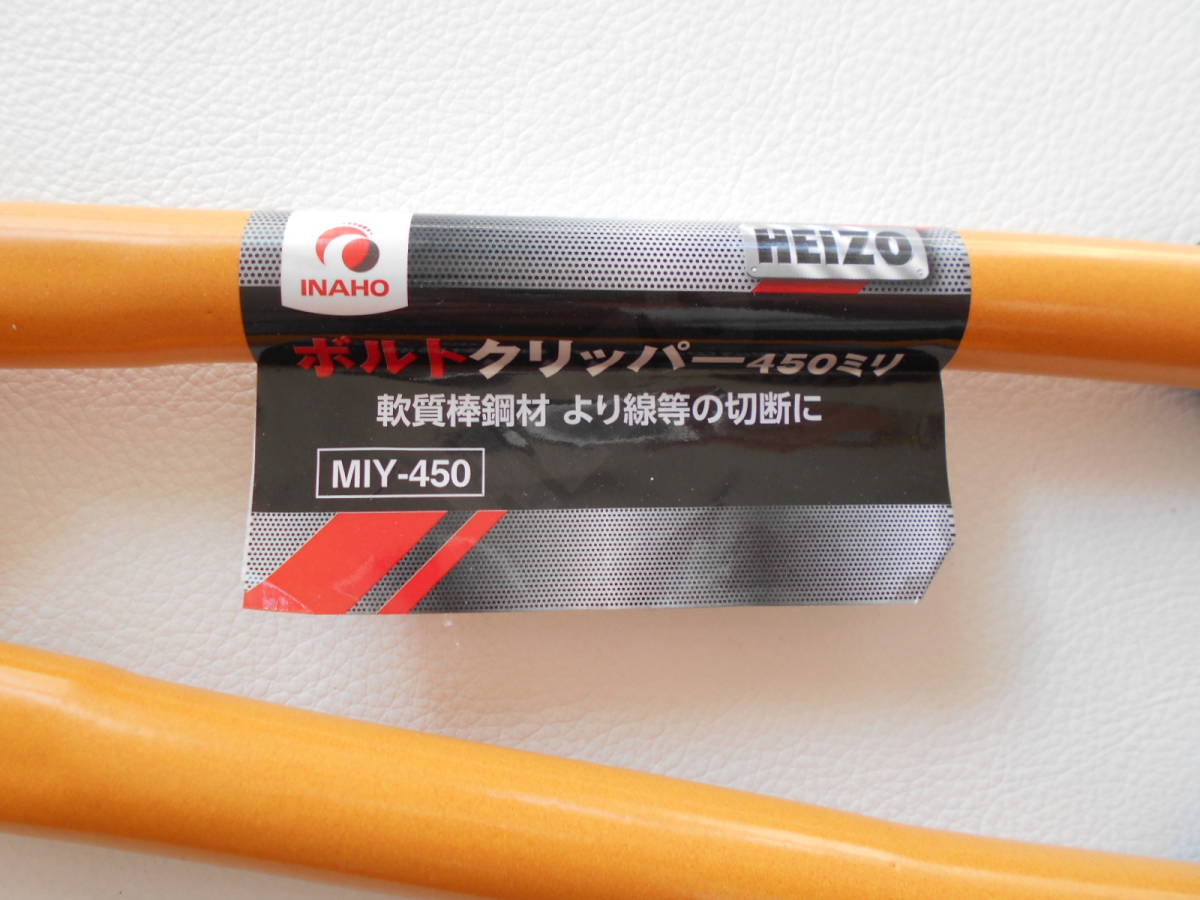 INAHO
HEIZO
ボルトクリッパー450ミリ
軟質棒鋼材 より線等の切断に
MIY-450